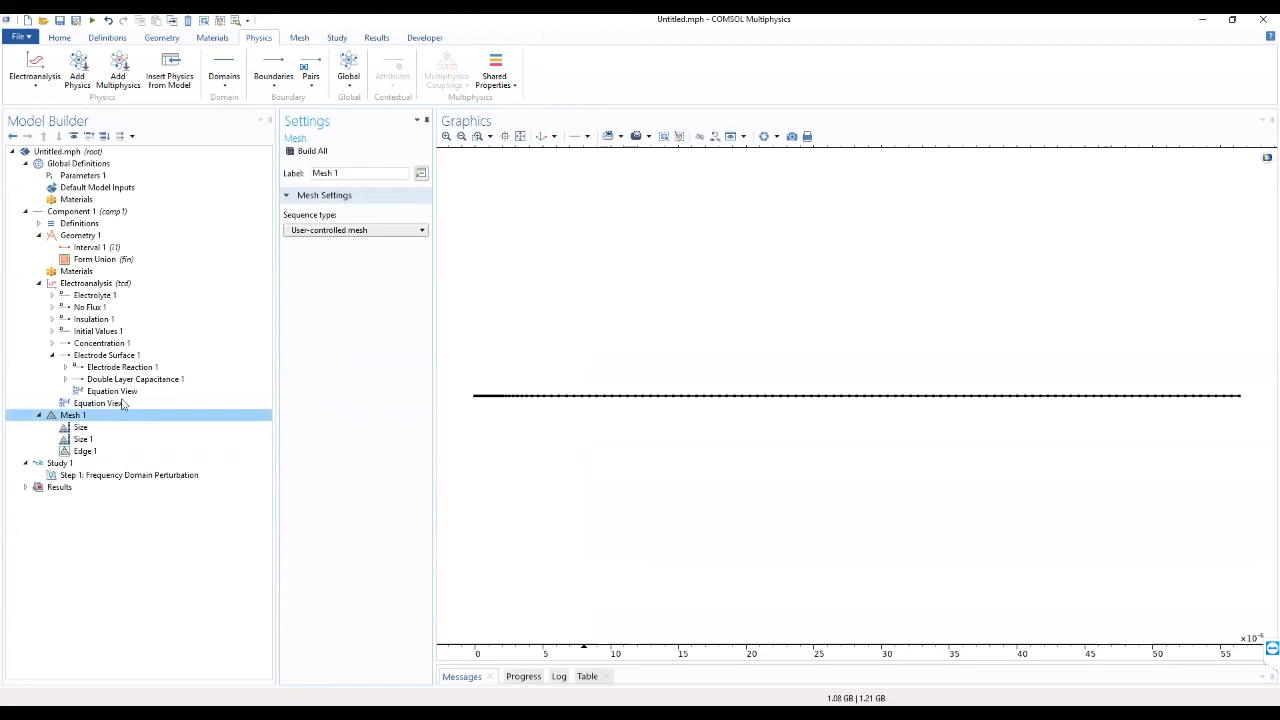 Untitled.mph - COMSOL Multiphysics
File Home Definitions Geometry Materials Physics Mesh Study Results Developer
Electroanalysis Add Physics Add Multiphysics Insert Physics from Model Domains Boundaries Pairs Global Attributes Multiphysics Couplings Shared Properties
Physics Domain Boundary Global Contextual Multiphysics
Model Builder
Untitled.mph (root)
Global Definitions
Parameters 1
Default Model Inputs
Materials
Component 1 (comp1)
Definitions
Geometry 1
Interval 1 (i1)
Form Union (fin)
Materials
Electroanalysis (tcd)
Electrolyte 1
No Flux 1
Insulation 1
Initial Values 1
Concentration 1
Electrode Surface 1
Electrode Reaction 1
Double Layer Capacitance 1
Equation View
Equation View
Mesh 1
Size
Size 1
Edge 1
Study 1
Step 1: Frequency Domain Perturbation
Results
Settings
Mesh
Build All
Label: Mesh 1
Mesh Settings
Sequence type:
User-controlled mesh
Graphics
×10⁻⁶
0 5 10 15 20 25 30 35 40 45 50 55
Messages Progress Log Table
1.08 GB | 1.21 GB